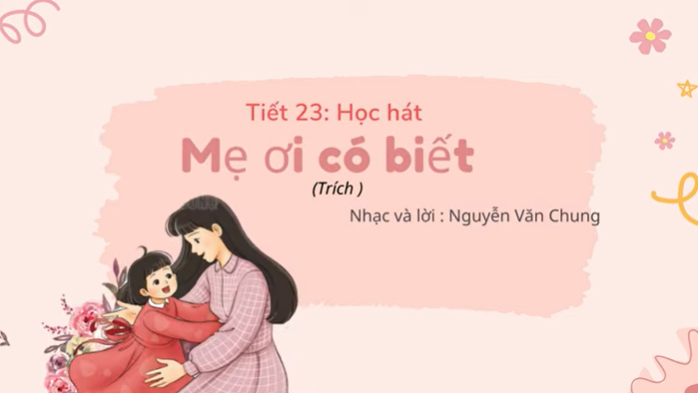 Tiết 23: Học hát
Mẹ ơi có biết
(Trích )
Nhạc và lời : Nguyễn Văn Chung